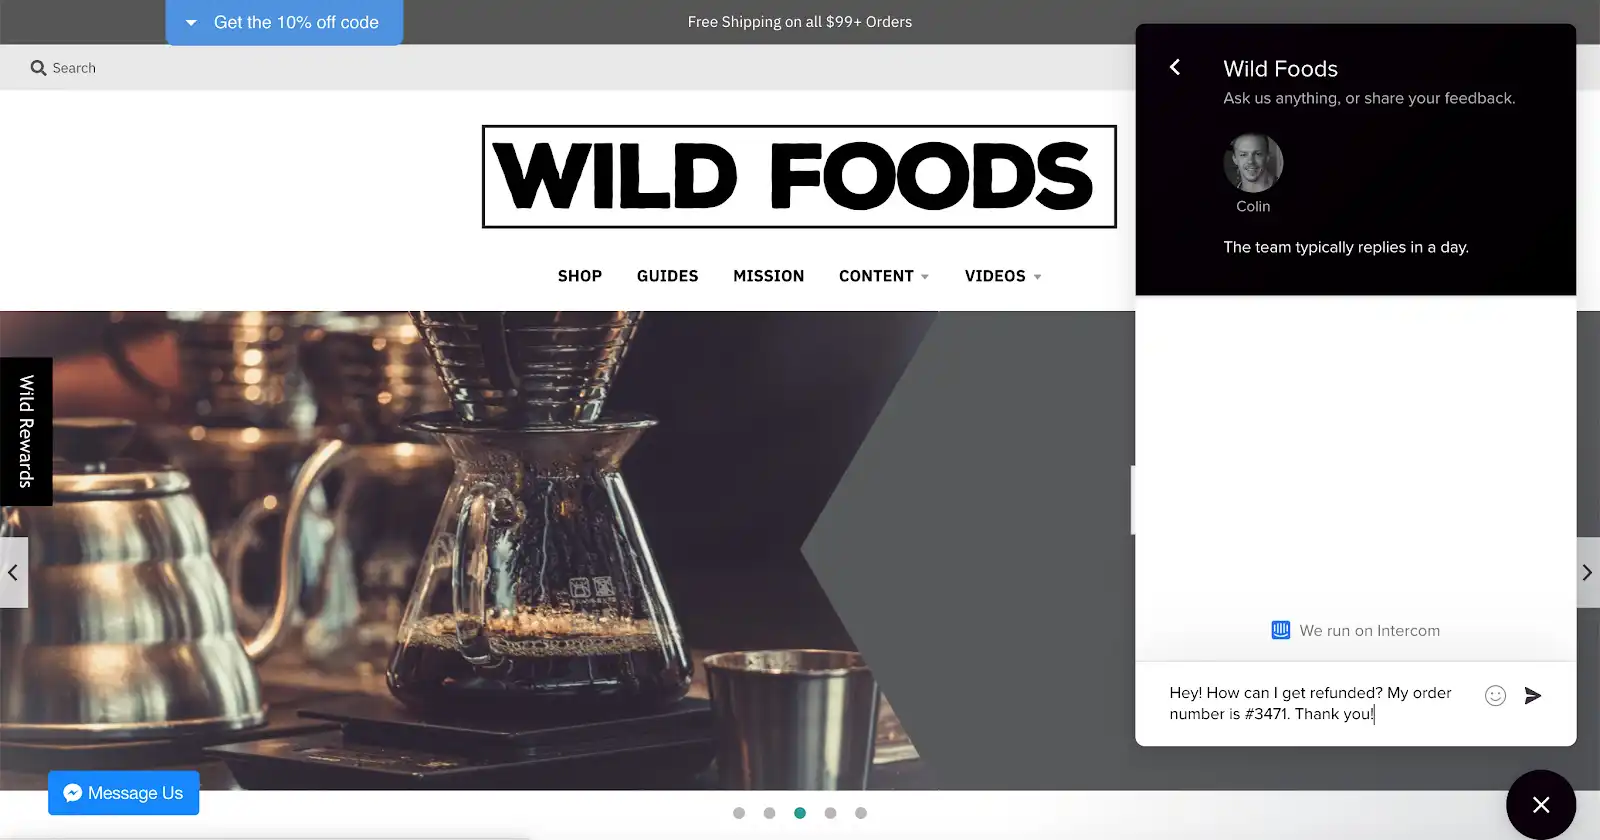 Get the 10% off code
Free Shipping on all $99+ Orders
Search
WILD FOODS
SHOP GUIDES MISSION CONTENT VIDEOS
Wild Rewards
Message Us
Wild Foods
Ask us anything, or share your feedback.
Colin
The team typically replies in a day.
We run on Intercom
Hey! How can I get refunded? My order
number is #3471. Thank you!